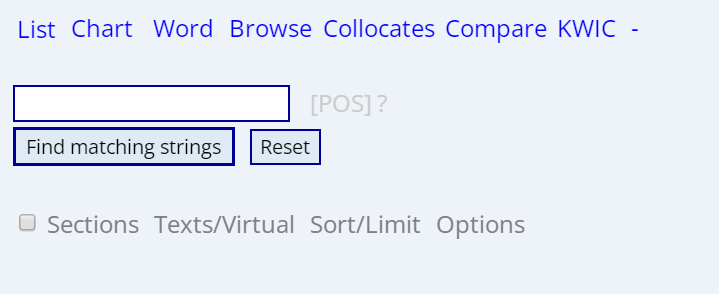 List Chart Word Browse Collocates Compare KWIC -
[POS] ?
Find matching strings Reset
Sections Texts/Virtual Sort/Limit Options